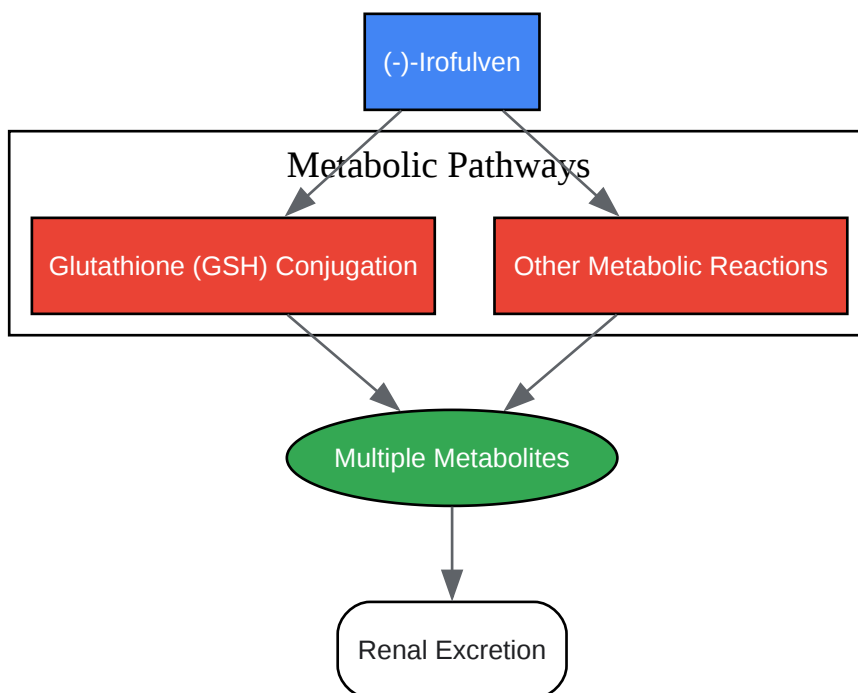 (-)-Irofulven
Metabolic Pathways
Glutathione (GSH) Conjugation
Other Metabolic Reactions
Multiple Metabolites
Renal Excretion